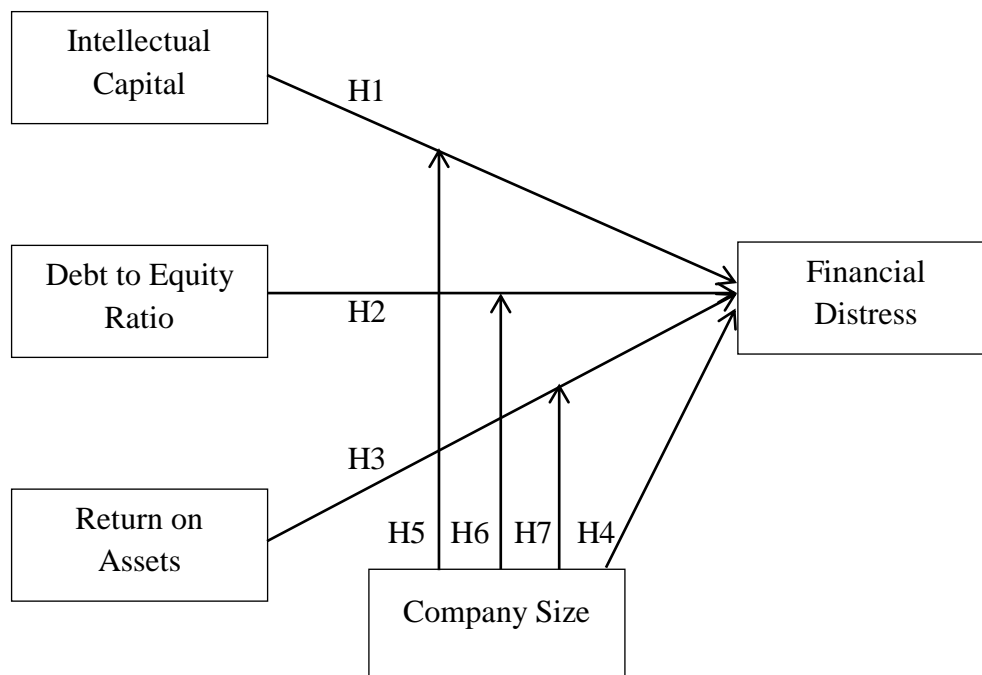 Intellectual
Capital
H1
Debt to Equity
Ratio
H2
Financial
Distress
H3
Return on
Assets
H5
H6
H7
H4
Company Size